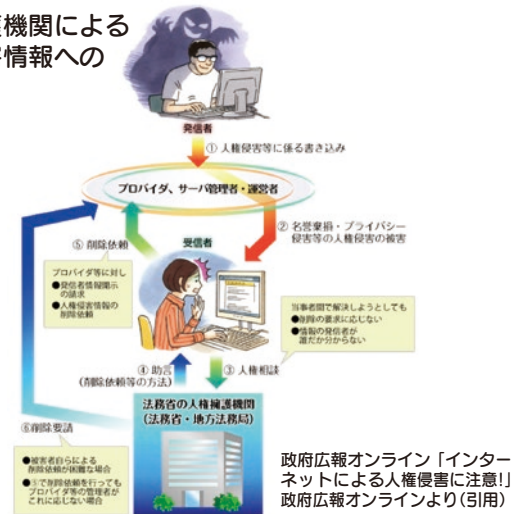 機関による
情報への
発信者
① 人権侵害等に係る書き込み
プロバイダ、サーバ管理者・運営者
② 名誉棄損・プライバシー
侵害等の人権侵害の被害
⑤ 削除依頼
受信者
プロバイダ等に対し
●発信者情報開示
の請求
●人権侵害情報の
削除依頼
当事者間で解決しようとしても
●削除の要求に応じない
●情報の発信者が
誰だか分からない
④ 助言
(削除依頼等の方法)
③ 人権相談
法務省の人権擁護機関
(法務省・地方法務局)
⑥削除要請
●被害者自らによる
削除依頼が困難な場合
●⑤で削除依頼を行っても
プロバイダ等の管理者が
これに応じない場合
政府広報オンライン「インター
ネットによる人権侵害に注意!」
政府広報オンラインより(引用)